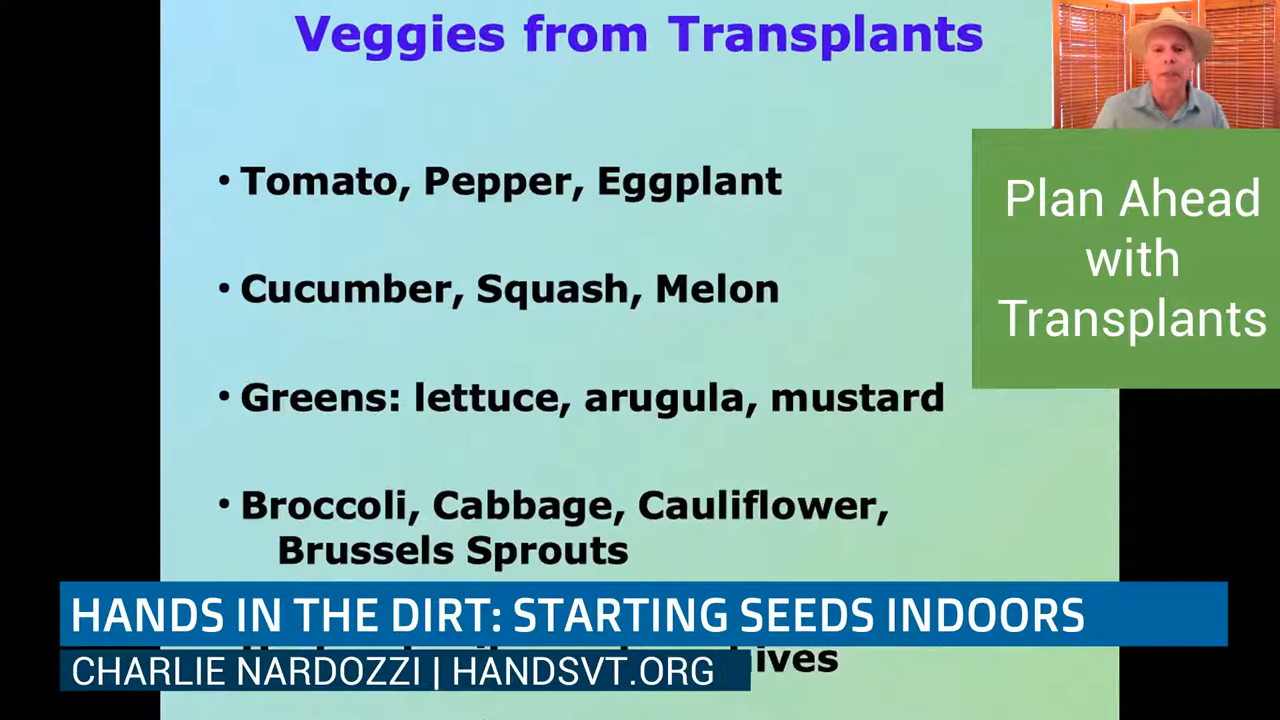 Veggies from Transplants
• Tomato, Pepper, Eggplant
• Cucumber, Squash, Melon
• Greens: lettuce, arugula, mustard
• Broccoli, Cabbage, Cauliflower,
Brussels Sprouts
Plan Ahead
with
Transplants
HANDS IN THE DIRT: STARTING SEEDS INDOORS
CHARLIE NARDOZZI | HANDSVT.ORG